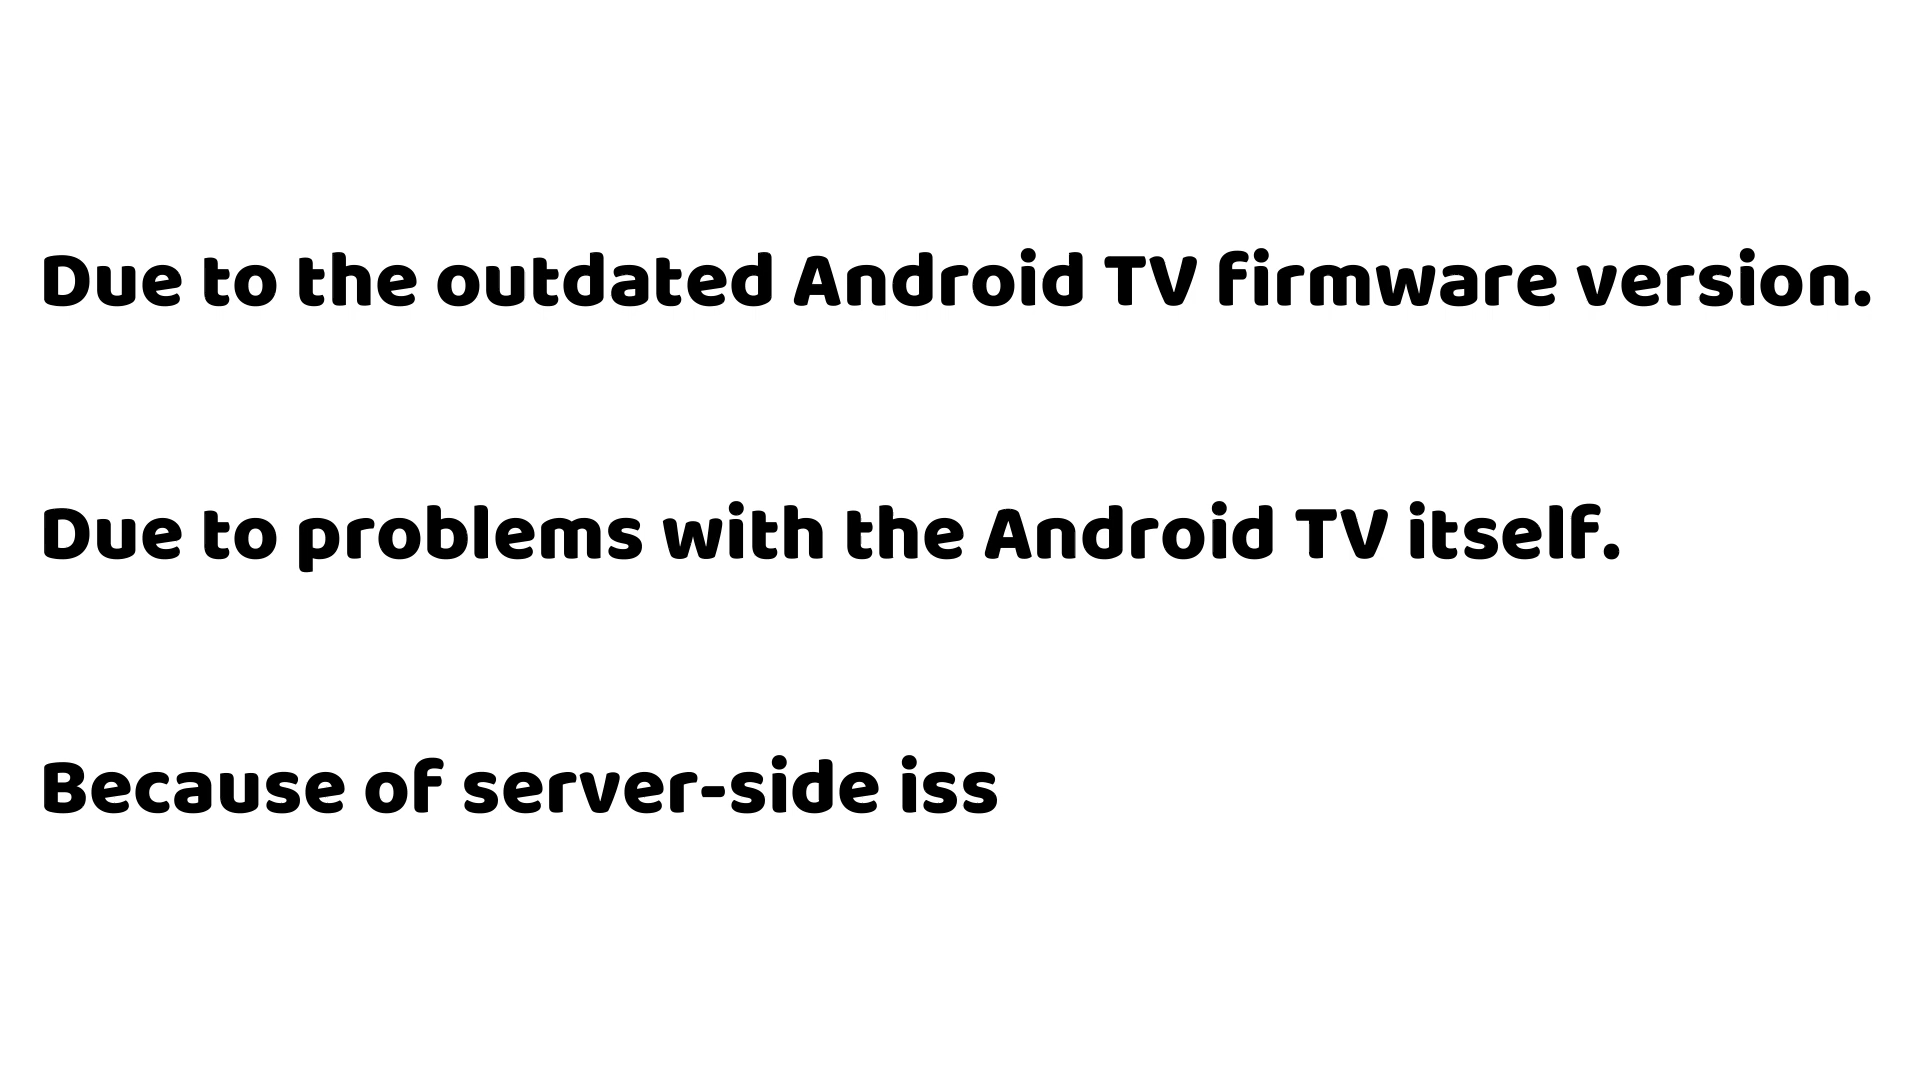 Due to the outdated Android TV firmware version.
Due to problems with the Android TV itself.
Because of server-side iss